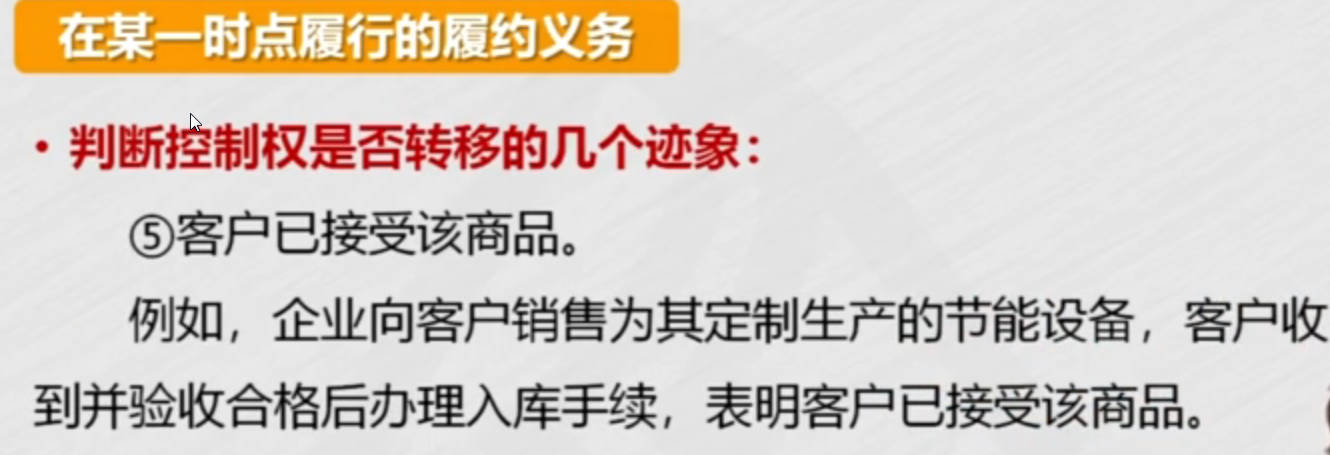 在某一时点履行的履约义务
•判断控制权是否转移的几个迹象：
⑤客户已接受该商品。
例如，企业向客户销售为其定制生产的节能设备，客户收
到并验收合格后办理入库手续，表明客户已接受该商品。